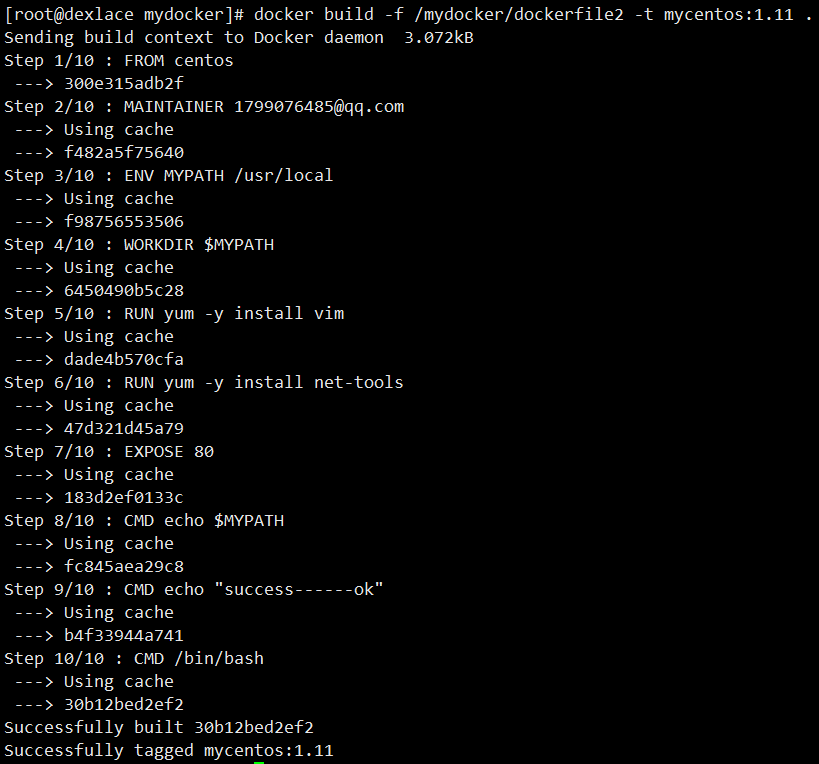 [root@dexlace mydocker]# docker build -f /mydocker/dockerfile2 -t mycentos:1.11 .
Sending build context to Docker daemon  3.072kB
Step 1/10 : FROM centos
 ---> 300e315adb2f
Step 2/10 : MAINTAINER 1799076485@qq.com
 ---> Using cache
 ---> f482a5f75640
Step 3/10 : ENV MYPATH /usr/local
 ---> Using cache
 ---> f98756553506
Step 4/10 : WORKDIR $MYPATH
 ---> Using cache
 ---> 6450490b5c28
Step 5/10 : RUN yum -y install vim
 ---> Using cache
 ---> dade4b570cfa
Step 6/10 : RUN yum -y install net-tools
 ---> Using cache
 ---> 47d321d45a79
Step 7/10 : EXPOSE 80
 ---> Using cache
 ---> 183d2ef0133c
Step 8/10 : CMD echo $MYPATH
 ---> Using cache
 ---> fc845aea29c8
Step 9/10 : CMD echo "success------ok"
 ---> Using cache
 ---> b4f33944a741
Step 10/10 : CMD /bin/bash
 ---> Using cache
 ---> 30b12bed2ef2
Successfully built 30b12bed2ef2
Successfully tagged mycentos:1.11